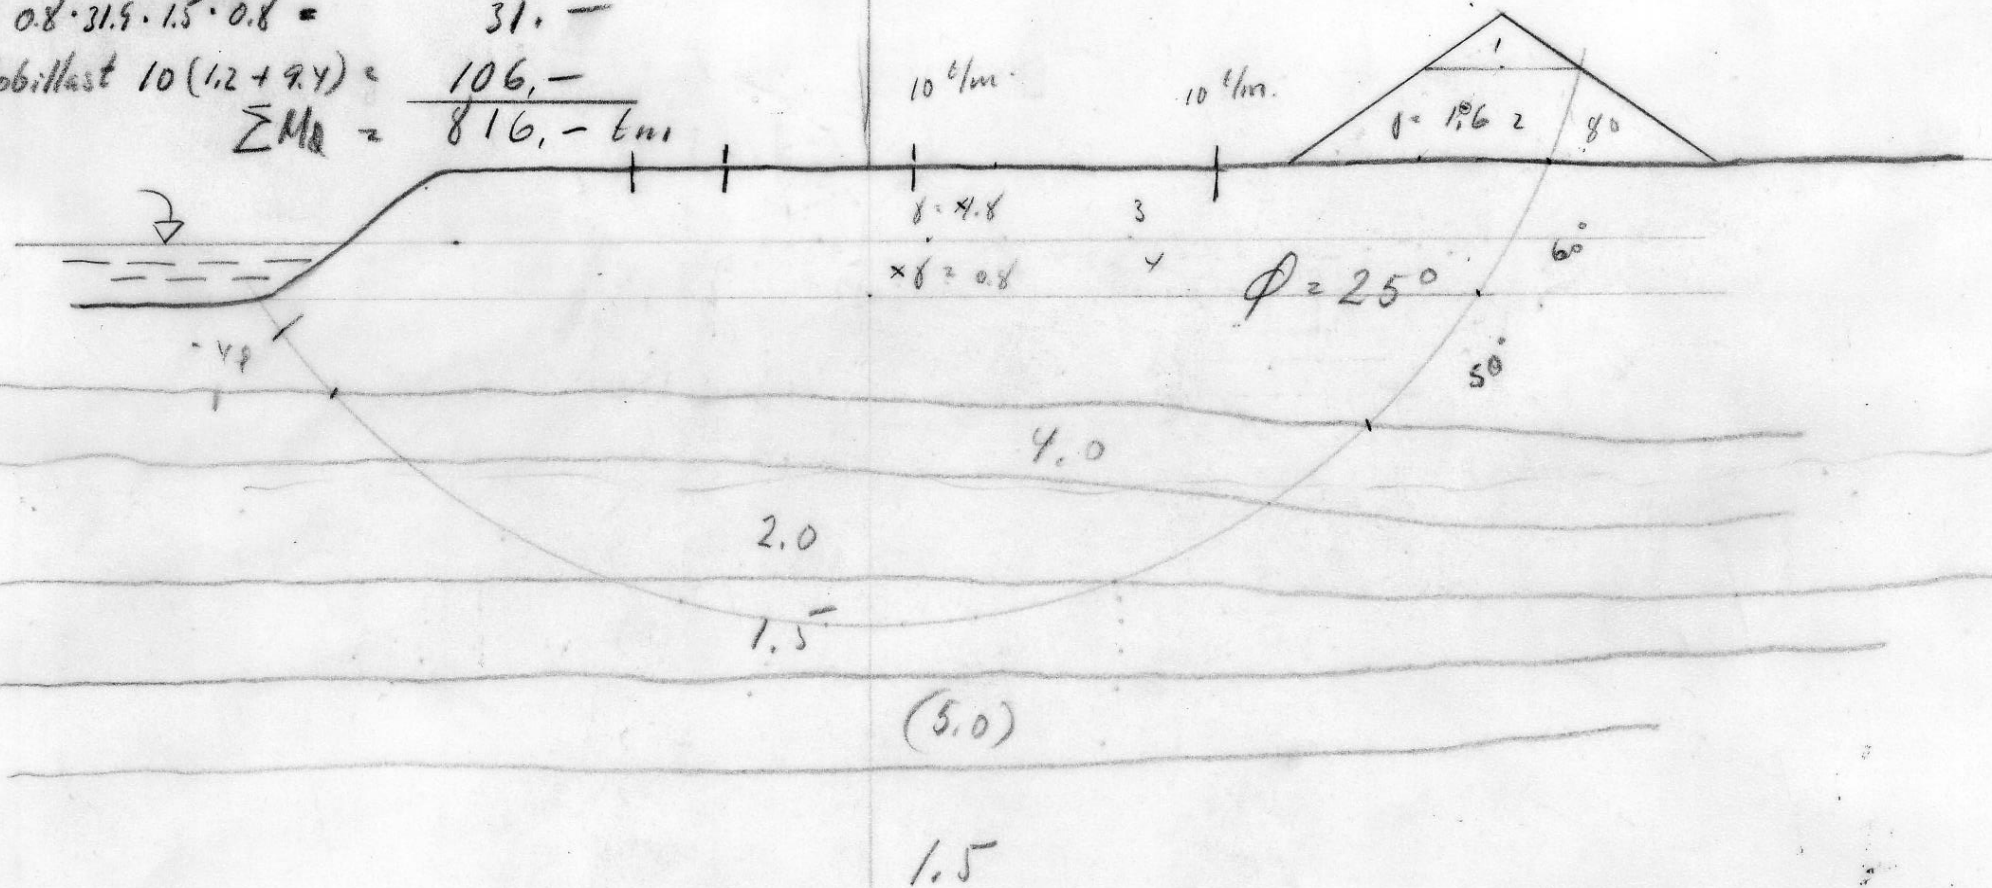 0.8 · 31.5 · 1.5 · 0.8 = 31. —
obillast 10 (1.2 + 9.4) = 106, —
ΣMQ = 816, — tm
10 t/m.
10 t/m.
1
γ = 1.6 2
80
γ = 1.8
3
60°
× γ = 0.8
4
Ø = 25°
50°
4.0
2.0
1.5
(5.0)
1.5